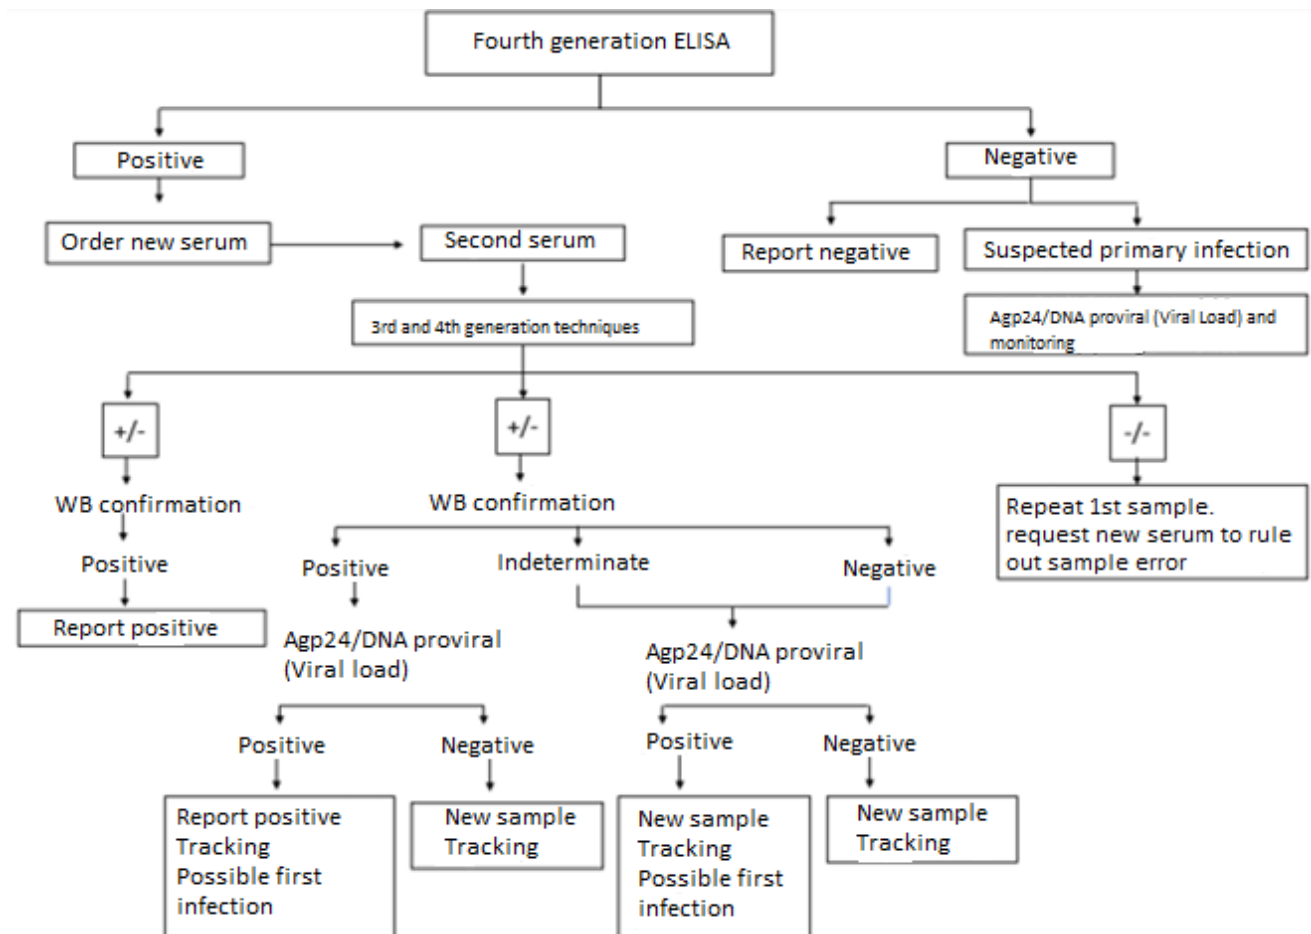 Fourth generation ELISA
Positive
Negative
Order new serum
Second serum
Report negative
Suspected primary infection
3rd and 4th generation techniques
Agp24/DNA proviral (Viral Load) and
monitoring
+/-
+/-
-/-
WB confirmation
WB confirmation
Repeat 1st sample.
request new serum to rule
out sample error
Positive
Positive
Indeterminate
Negative
Report positive
Agp24/DNA proviral
(Viral load)
Agp24/DNA proviral
(Viral load)
Positive
Negative
Positive
Negative
Report positive
Tracking
Possible first
infection
New sample
Tracking
New sample
Tracking
Possible first
infection
New sample
Tracking